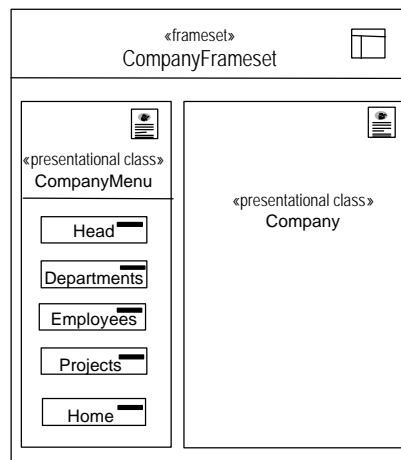 «frameset»
CompanyFrameset
«presentational class»
CompanyMenu
Head
Departments
Employees
Projects
Home
«presentational class»
Company